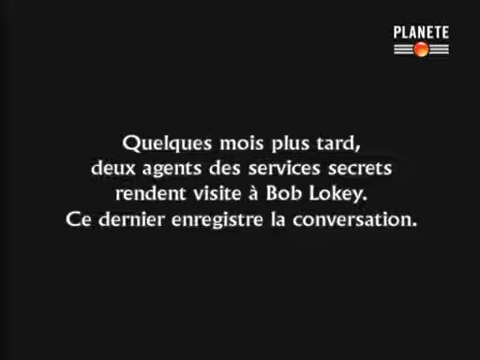 PLANETE
Quelques mois plus tard,
deux agents des services secrets
rendent visite à Bob Lokey.
Ce dernier enregistre la conversation.